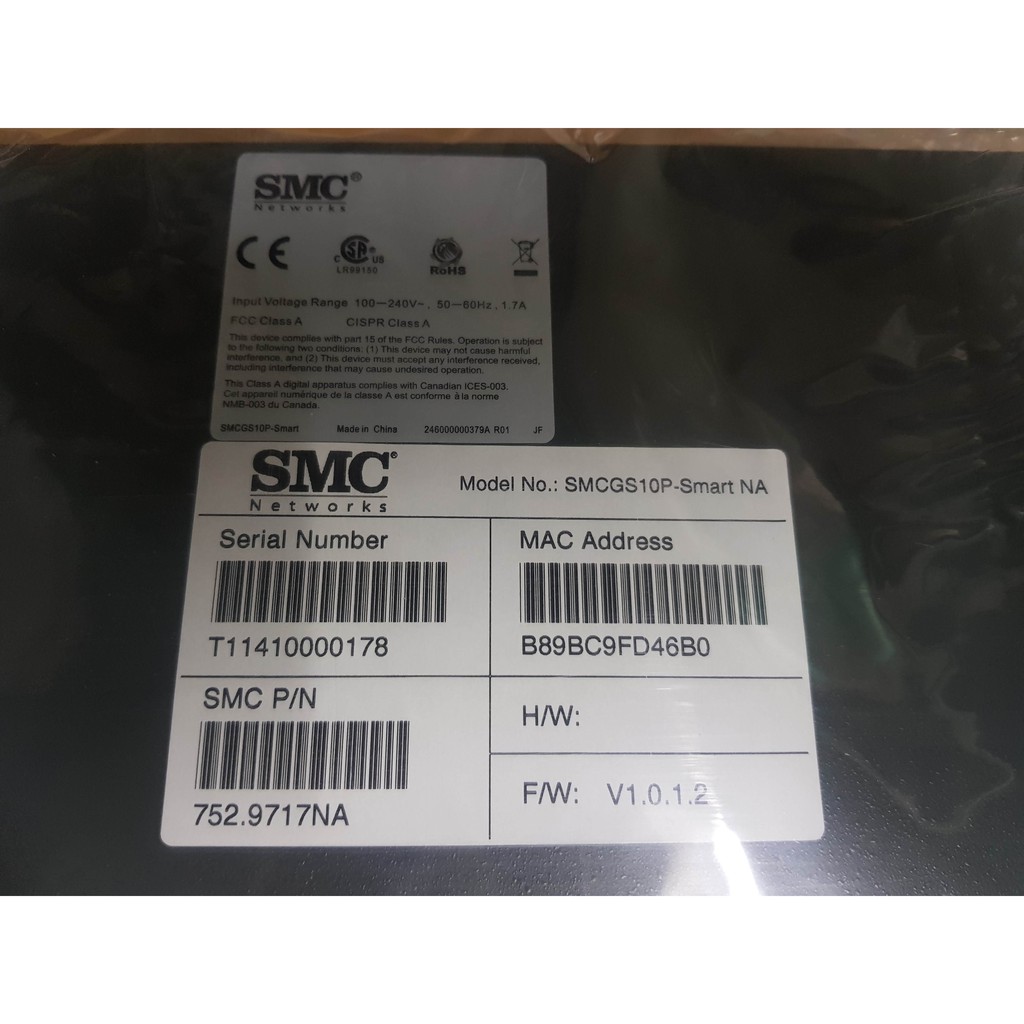 SMC®
Networks
CE
C SA® US
LR99150
RoHS
Input Voltage Range 100—240V~, 50—60Hz, 1.7A
FCC Class A CISPR Class A
This device complies with part 15 of the FCC Rules. Operation is subject
to the following two conditions: (1) This device may not cause harmful
interference, and (2) This device must accept any interference received,
including interference that may cause undesired operation.
This Class A digital apparatus complies with Canadian ICES-003.
Cet appareil numérique de la classe A est conforme à la norme
NMB-003 du Canada.
SMCGS10P-Smart Made in China 246000000379A R01 JF
SMC®
Networks
Model No.: SMCGS10P-Smart NA
Serial Number
T11410000178
MAC Address
B89BC9FD46B0
SMC P/N
752.9717NA
H/W:
F/W: V1.0.1.2